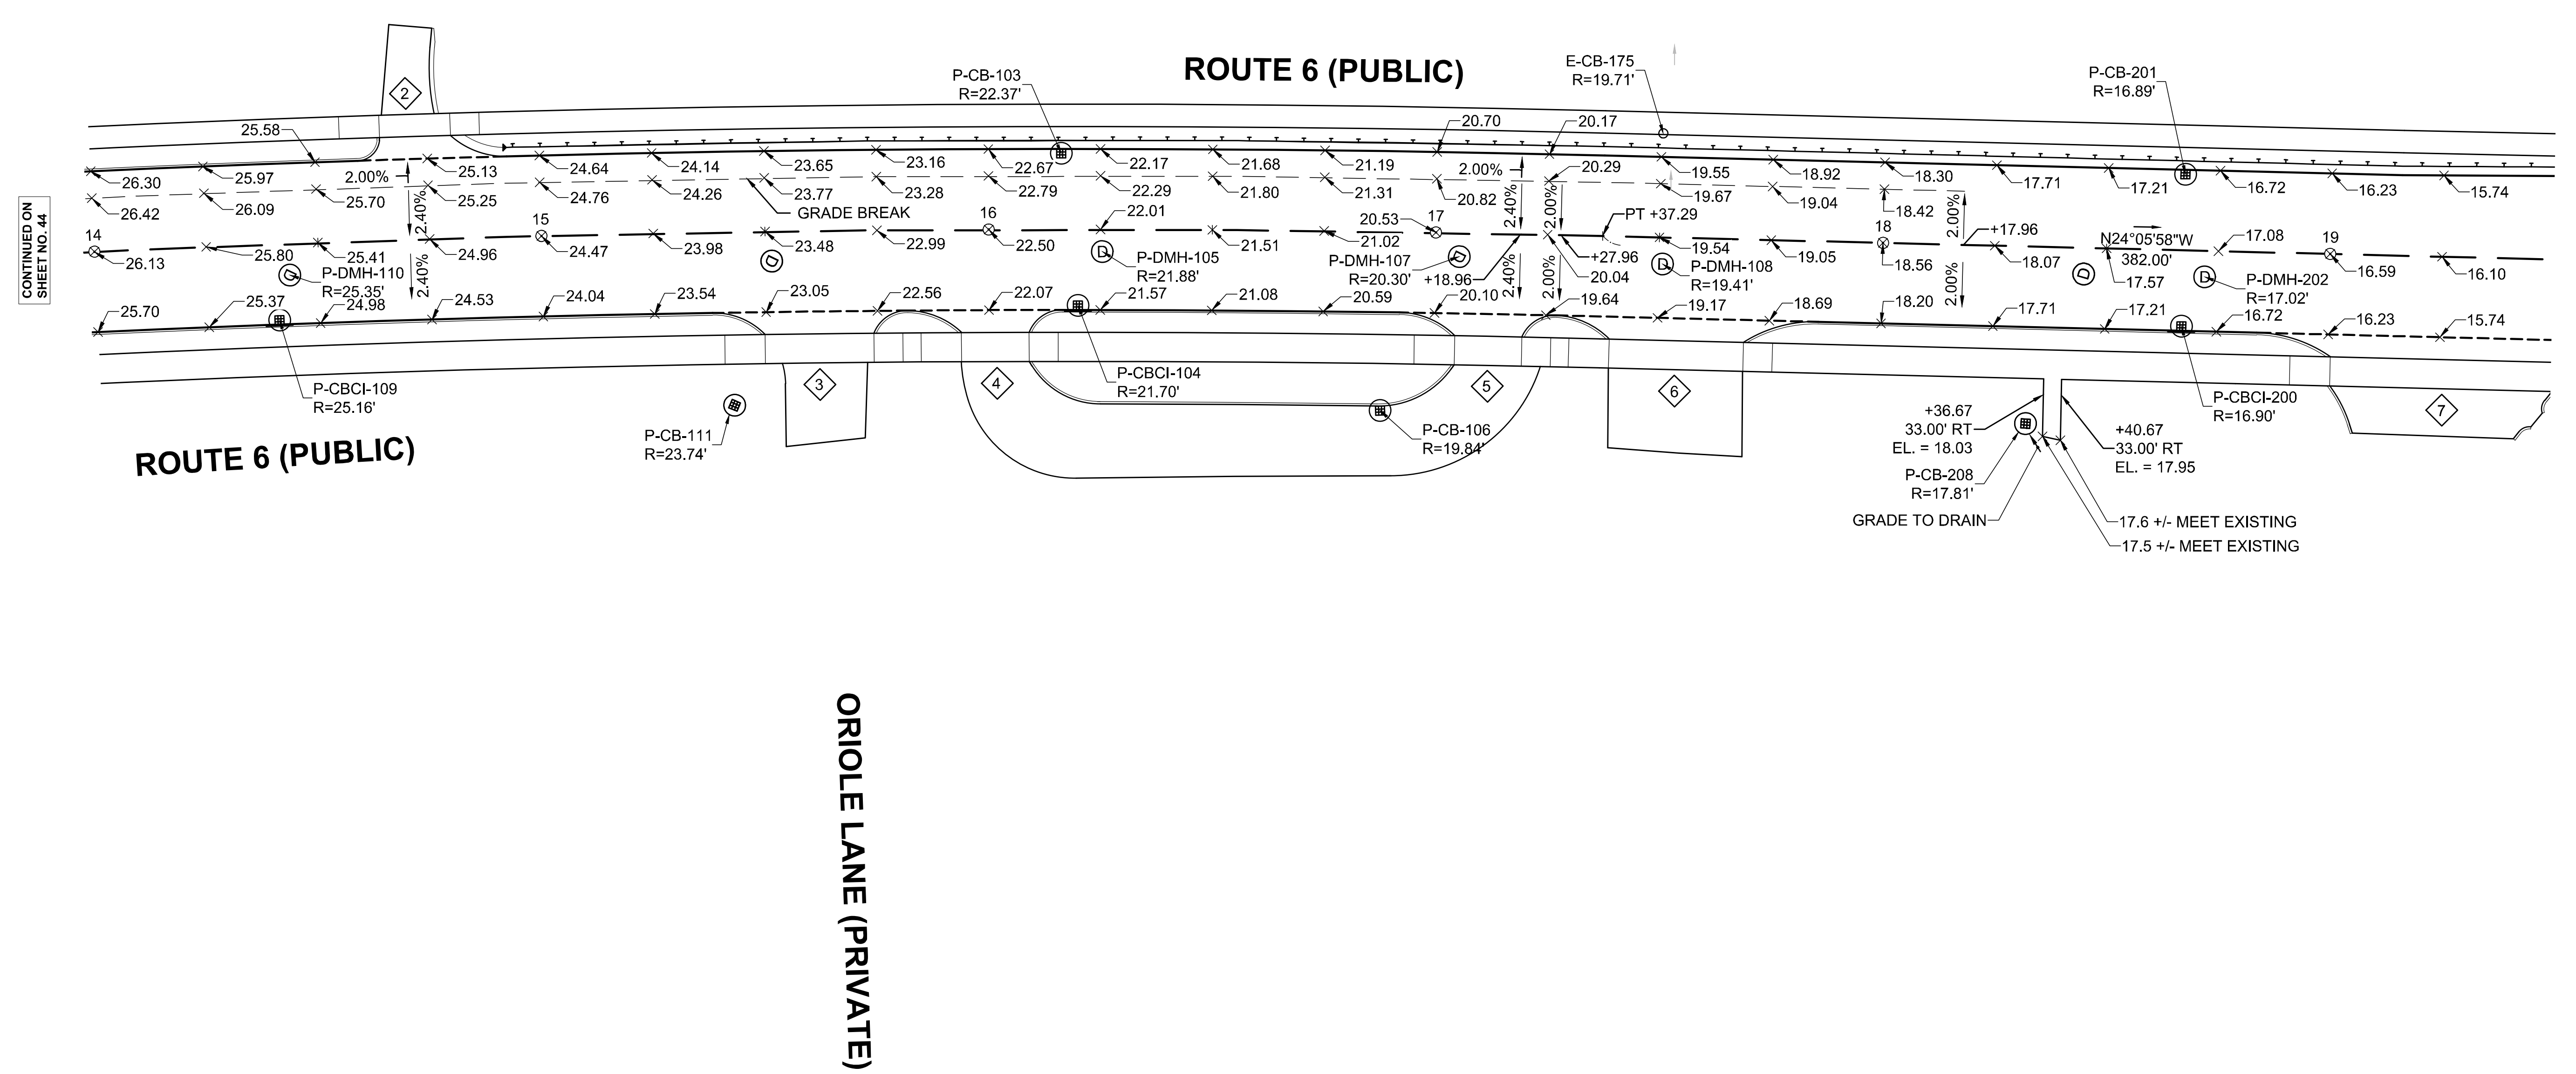 ROUTE 6 (PUBLIC)
P-CB-103
R=22.37'
E-CB-175
R=19.71'
P-CB-201
R=16.89'
2
25.58
20.70
20.17
26.30
25.97
2.00%
25.13
24.64
24.14
23.65
23.16
22.67
22.17
21.68
21.19
2.00%
20.29
19.55
18.92
18.30
17.71
17.21
16.72
16.23
15.74
26.42
26.09
25.70
2.40%
25.25
24.76
24.26
23.77
23.28
22.79
22.29
21.80
21.31
20.82
2.40%
2.00%
19.67
19.04
18.42
2.00%
GRADE BREAK
CONTINUED ON
SHEET NO. 44
14
15
16
17
18
19
22.01
20.53
PT +37.29
+17.96
N24°05'58"W
382.00'
17.08
26.13
25.80
25.41
24.96
24.47
23.98
23.48
22.99
22.50
21.51
21.02
+18.96
+27.96
20.04
19.54
19.05
18.56
18.07
17.57
16.59
16.10
P-DMH-110
R=25.35'
2.40%
P-DMH-105
R=21.88'
P-DMH-107
R=20.30'
2.40%
2.00%
P-DMH-108
R=19.41'
2.00%
P-DMH-202
R=17.02'
25.70
25.37
24.98
24.53
24.04
23.54
23.05
22.56
22.07
21.57
21.08
20.59
20.10
19.64
19.17
18.69
18.20
17.71
17.21
16.72
16.23
15.74
P-CBCI-109
R=25.16'
3
4
P-CBCI-104
R=21.70'
5
6
7
P-CBCI-200
R=16.90'
ROUTE 6 (PUBLIC)
P-CB-111
R=23.74'
P-CB-106
R=19.84'
+36.67
33.00' RT
EL. = 18.03
+40.67
33.00' RT
EL. = 17.95
P-CB-208
R=17.81'
GRADE TO DRAIN
17.6 +/- MEET EXISTING
17.5 +/- MEET EXISTING
ORIOLE LANE (PRIVATE)